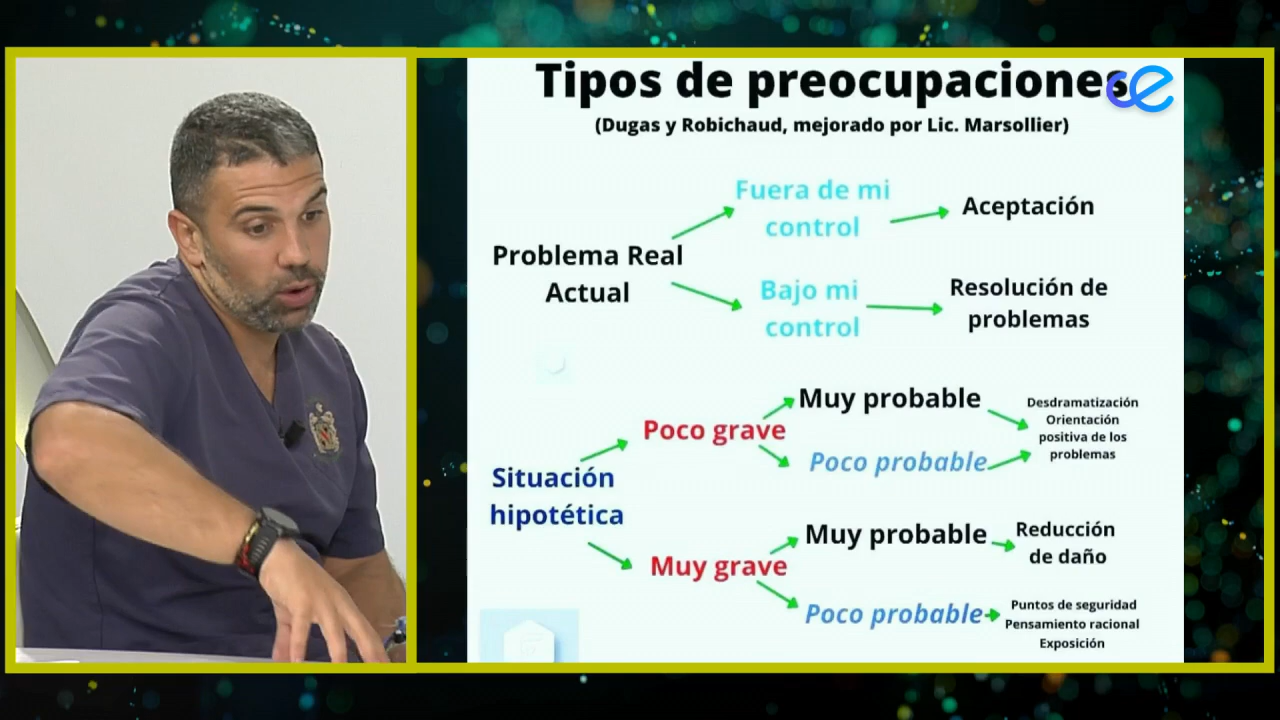 Tipos de preocupaciones
(Dugas y Robichaud, mejorado por Lic. Marsollier)
Problema Real
Actual
Fuera de mi
control
Aceptación
Bajo mi
control
Resolución de
problemas
Situación
hipotética
Poco grave
Muy probable
Poco probable
Desdramatización
Orientación
positiva de los
problemas
Muy grave
Muy probable
Reducción
de daño
Poco probable
Puntos de seguridad
Pensamiento racional
Exposición